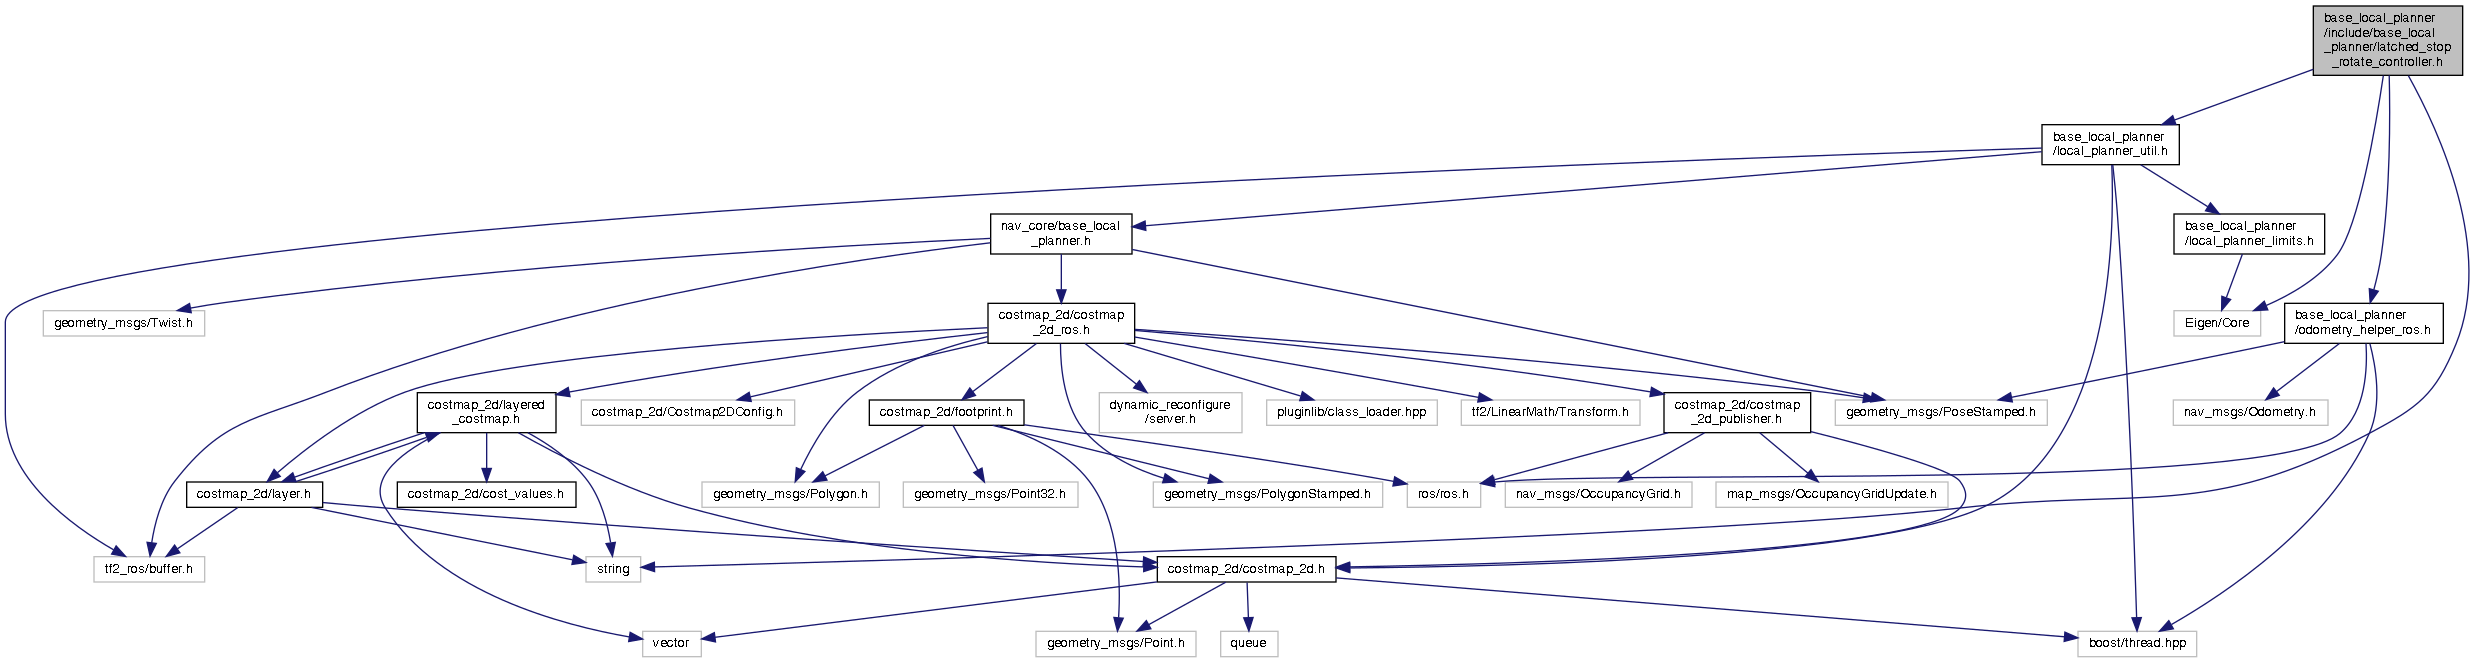 base_local_planner
/include/base_local
_planner/latched_stop
_rotate_controller.h
base_local_planner
/local_planner_util.h
nav_core/base_local
_planner.h
base_local_planner
/local_planner_limits.h
geometry_msgs/Twist.h
costmap_2d/costmap
_2d_ros.h
Eigen/Core
base_local_planner
/odometry_helper_ros.h
costmap_2d/layered
_costmap.h
costmap_2d/Costmap2DConfig.h
costmap_2d/footprint.h
dynamic_reconfigure
/server.h
pluginlib/class_loader.hpp
tf2/LinearMath/Transform.h
costmap_2d/costmap
_2d_publisher.h
geometry_msgs/PoseStamped.h
nav_msgs/Odometry.h
costmap_2d/layer.h
costmap_2d/cost_values.h
geometry_msgs/Polygon.h
geometry_msgs/Point32.h
geometry_msgs/PolygonStamped.h
ros/ros.h
nav_msgs/OccupancyGrid.h
map_msgs/OccupancyGridUpdate.h
tf2_ros/buffer.h
string
costmap_2d/costmap_2d.h
vector
geometry_msgs/Point.h
queue
boost/thread.hpp